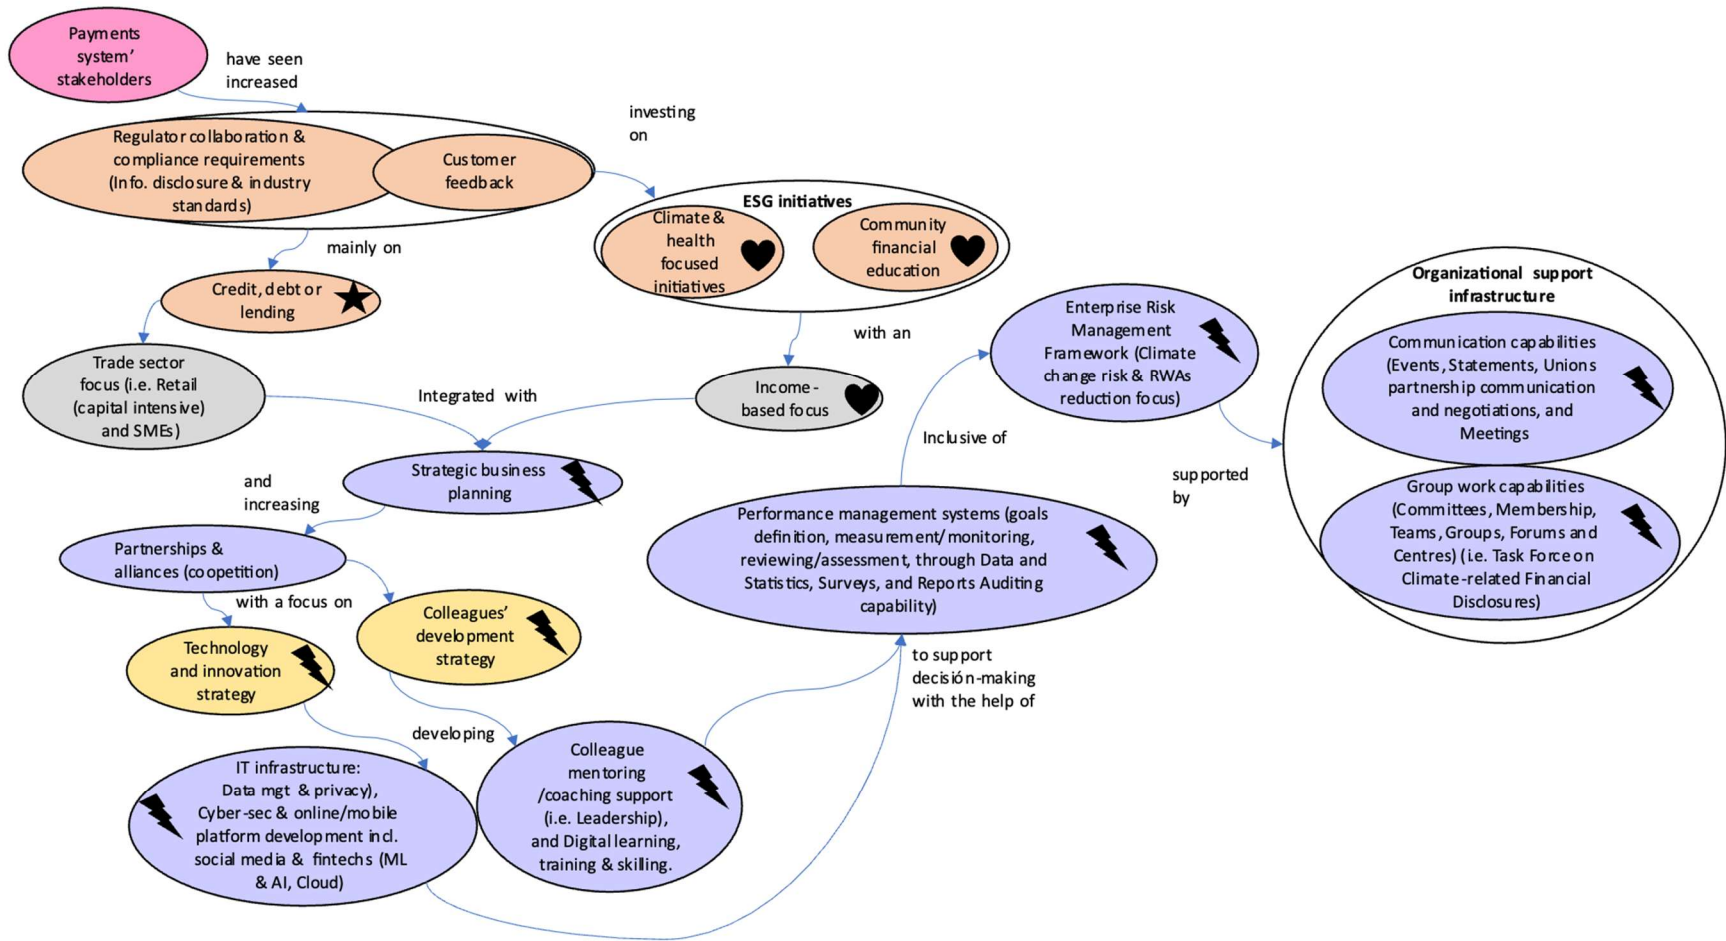 Payments
system’
stakeholders
have seen
increased
Regulator collaboration &
compliance requirements
(Info. disclosure & industry
standards)
Customer
feedback
investing
on
mainly on
ESG initiatives
Climate &
health
focused
initiatives
Community
financial
education
Credit, debt or
lending
with an
Trade sector
focus (i.e. Retail
(capital intensive)
and SMEs)
Integrated with
Income-
based focus
Strategic business
planning
and
increasing
Partnerships &
alliances (coopetition)
with a focus on
Technology
and innovation
strategy
Colleagues’
development
strategy
developing
IT infrastructure:
Data mgt & privacy),
Cyber-sec & online/mobile
platform development incl.
social media & fintechs (ML
& AI, Cloud)
Colleague
mentoring
/coaching support
(i.e. Leadership),
and Digital learning,
training & skilling.
to support
decisión-making
with the help of
Performance management systems (goals
definition, measurement/monitoring,
reviewing/assessment, through Data and
Statistics, Surveys, and Reports Auditing
capability)
Inclusive of
Enterprise Risk
Management
Framework (Climate
change risk & RWAs
reduction focus)
supported
by
Organizational support
infrastructure
Communication capabilities
(Events, Statements, Unions
partnership communication
and negotiations, and
Meetings
Group work capabilities
(Committees, Membership,
Teams, Groups, Forums and
Centres) (i.e. Task Force on
Climate-related Financial
Disclosures)